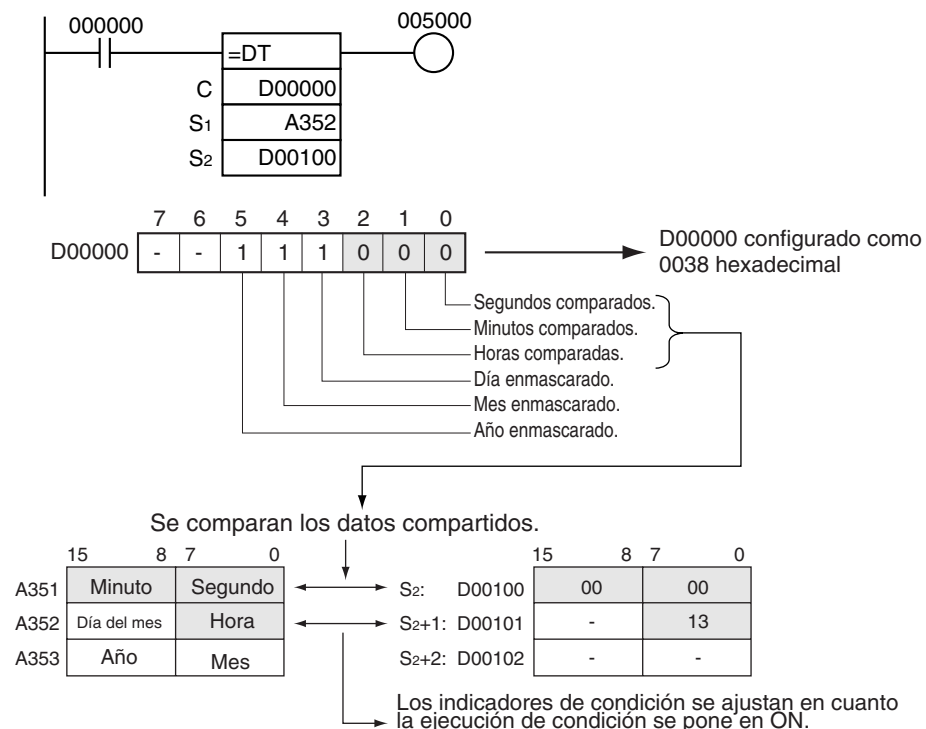 000000
005000
=DT
C D00000
S1 A352
S2 D00100
7 6 5 4 3 2 1 0
D00000 - - 1 1 1 0 0 0
D00000 configurado como
0038 hexadecimal
Segundos comparados.
Minutos comparados.
Horas comparadas.
Día enmascarado.
Mes enmascarado.
Año enmascarado.
Se comparan los datos compartidos.
15 8 7 0
A351 Minuto Segundo
A352 Día del mes Hora
A353 Año Mes
15 8 7 0
S2: D00100 00 00
S2+1: D00101 - 13
S2+2: D00102 - -
Los indicadores de condición se ajustan en cuanto
la ejecución de condición se pone en ON.